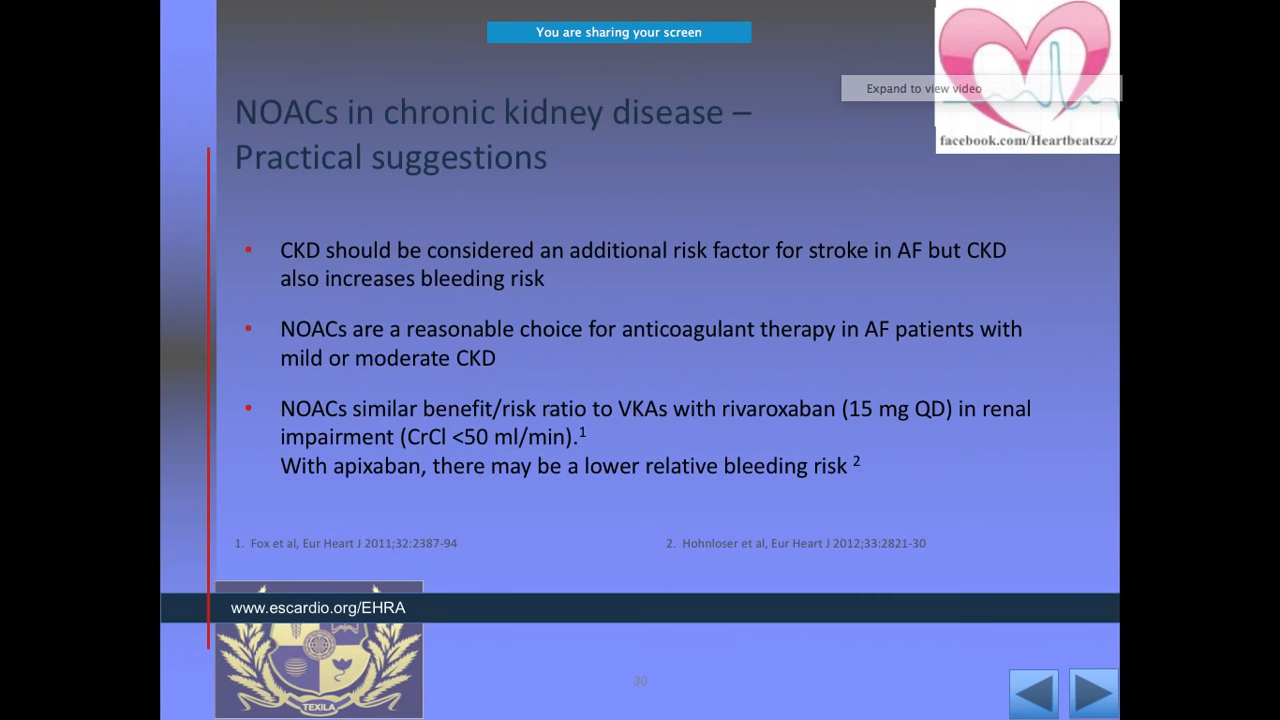 You are sharing your screen
Expand to view video
facebook.com/Heartbeatszz/
NOACs in chronic kidney disease –
Practical suggestions
• CKD should be considered an additional risk factor for stroke in AF but CKD
also increases bleeding risk
• NOACs are a reasonable choice for anticoagulant therapy in AF patients with
mild or moderate CKD
• NOACs similar benefit/risk ratio to VKAs with rivaroxaban (15 mg QD) in renal
impairment (CrCl <50 ml/min).¹
With apixaban, there may be a lower relative bleeding risk ²
1. Fox et al, Eur Heart J 2011;32:2387-94
2. Hohnloser et al, Eur Heart J 2012;33:2821-30
www.escardio.org/EHRA
TEXILA
30